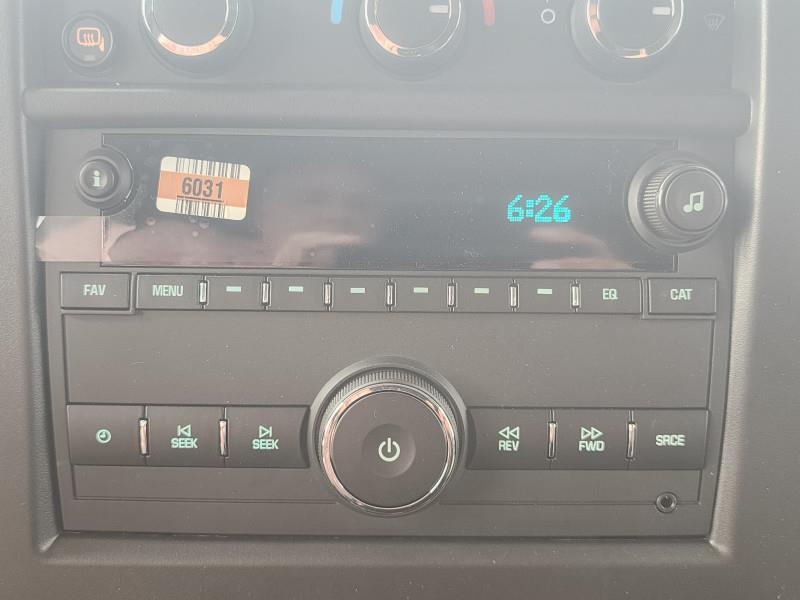 6031
6:26
FAV
MENU
EQ
CAT
SEEK
SEEK
REV
FWD
SRCE